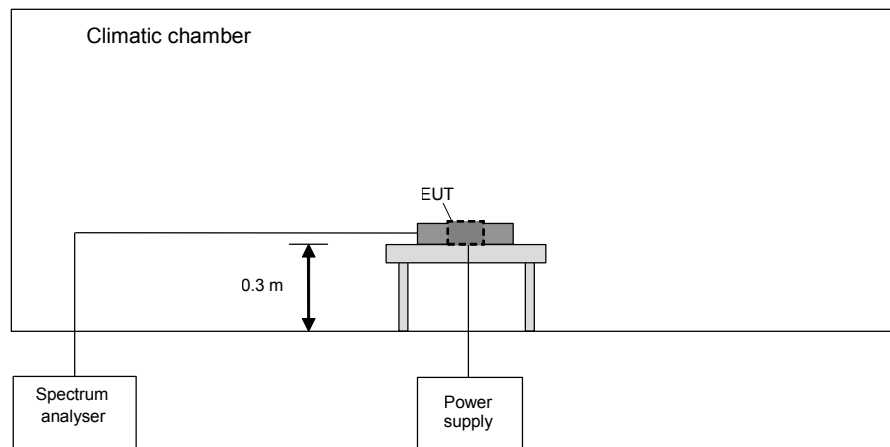 Climatic chamber
EUT
0.3 m
Spectrum
analyser
Power
supply